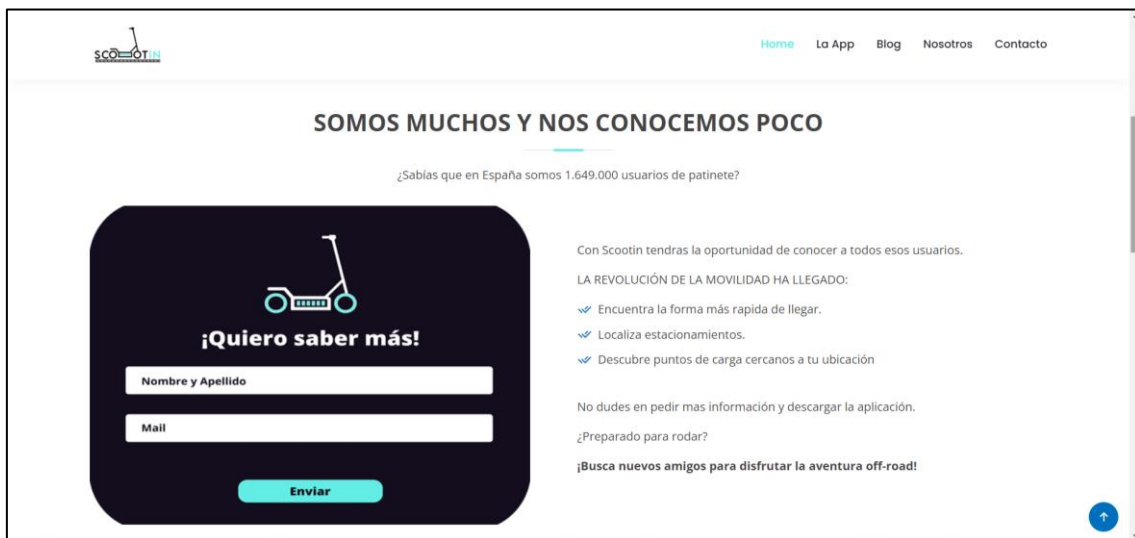 SCOOTIN
Home La App Blog Nosotros Contacto
SOMOS MUCHOS Y NOS CONOCEMOS POCO
¿Sabías que en España somos 1.649.000 usuarios de patinete?
¡Quiero saber más!
Nombre y Apellido
Mail
Enviar
Con Scootin tendras la oportunidad de conocer a todos esos usuarios.
LA REVOLUCIÓN DE LA MOVILIDAD HA LLEGADO:
Encuentra la forma más rapida de llegar.
Localiza estacionamientos.
Descubre puntos de carga cercanos a tu ubicación
No dudes en pedir mas información y descargar la aplicación.
¿Preparado para rodar?
¡Busca nuevos amigos para disfrutar la aventura off-road!